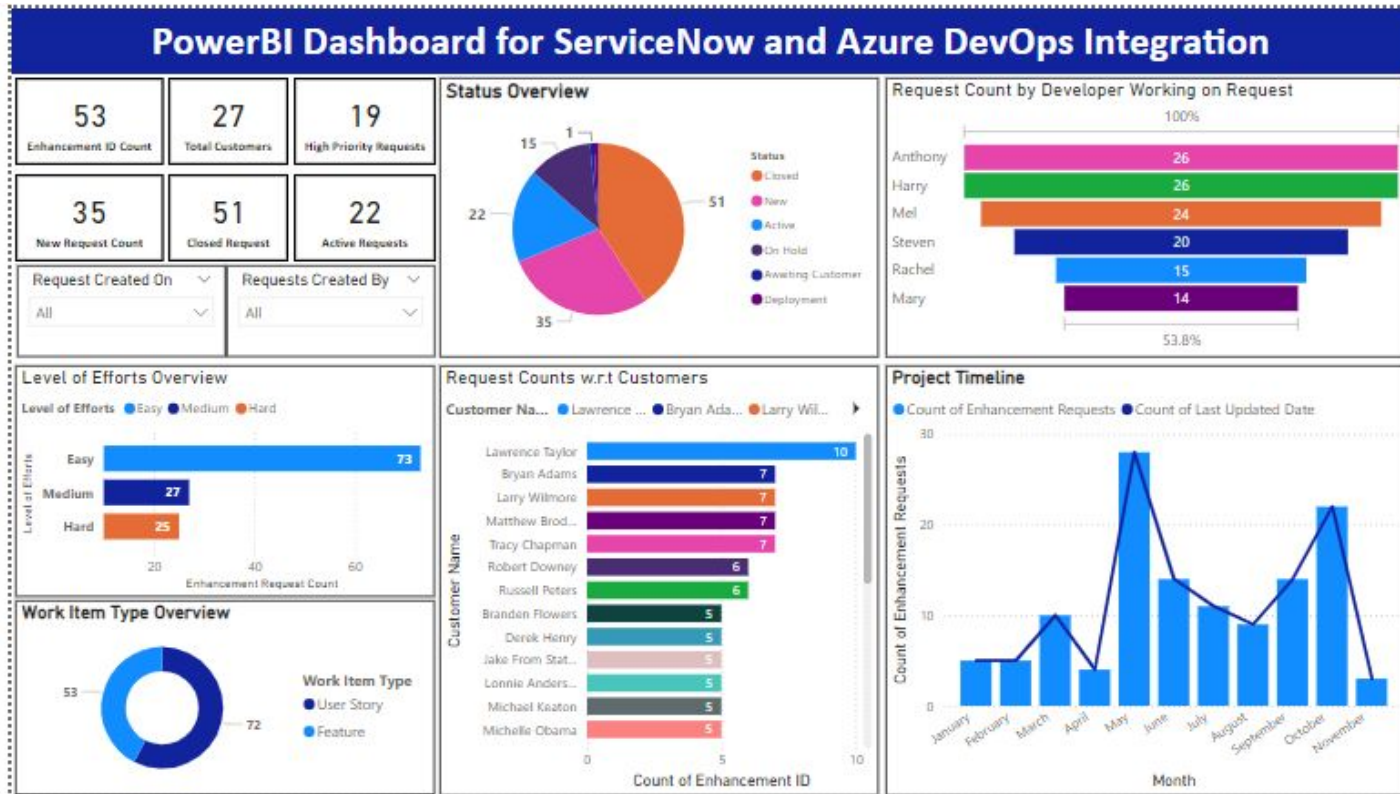 PowerBI Dashboard for ServiceNow and Azure DevOps Integration
53
Enhancement ID Count
27
Total Customers
19
High Priority Requests
35
New Request Count
51
Closed Request
22
Active Requests
Request Created On
All
Requests Created By
All
Status Overview
1
15
22
35
51
Status
Closed
New
Active
On Hold
Awaiting Customer
Deployment
Request Count by Developer Working on Request
100%
Anthony 26
Harry 26
Mel 24
Steven 20
Rachel 15
Mary 14
53.8%
Level of Efforts Overview
Level of Efforts Easy Medium Hard
Level of Efforts
Easy 73
Medium 27
Hard 25
20 40 60
Enhancement Request Count
Work Item Type Overview
53
72
Work Item Type
User Story
Feature
Request Counts w.r.t Customers
Customer Na... Lawrence ... Bryan Ada... Larry Wil...
Customer Name
Lawrence Taylor 10
Bryan Adams 7
Larry Wilmore 7
Matthew Brod... 7
Tracy Chapman 7
Robert Downey 6
Russell Peters 6
Branden Flowers 5
Derek Henry 5
Jake From Stat... 5
Lonnie Anders... 5
Michael Keaton 5
Michelle Obama 5
0 5 10
Count of Enhancement ID
Project Timeline
Count of Enhancement Requests Count of Last Updated Date
Count of Enhancement Requests
30
20
10
0
January February March April May June July August September October November
Month